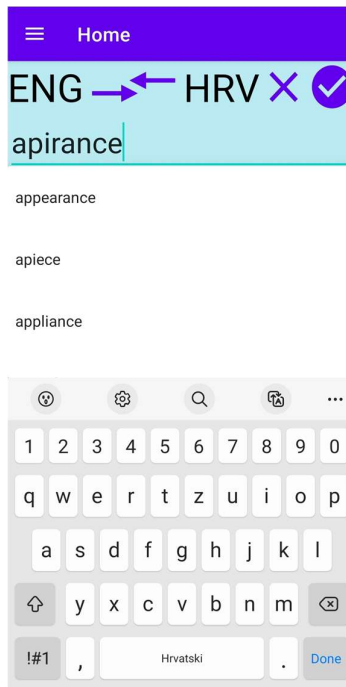 Home
ENG HRV
apirance
appearance
apiece
appliance
1 2 3 4 5 6 7 8 9 0
q w e r t z u i o p
a s d f g h j k l
y x c v b n m
!#1 , Hrvatski . Done